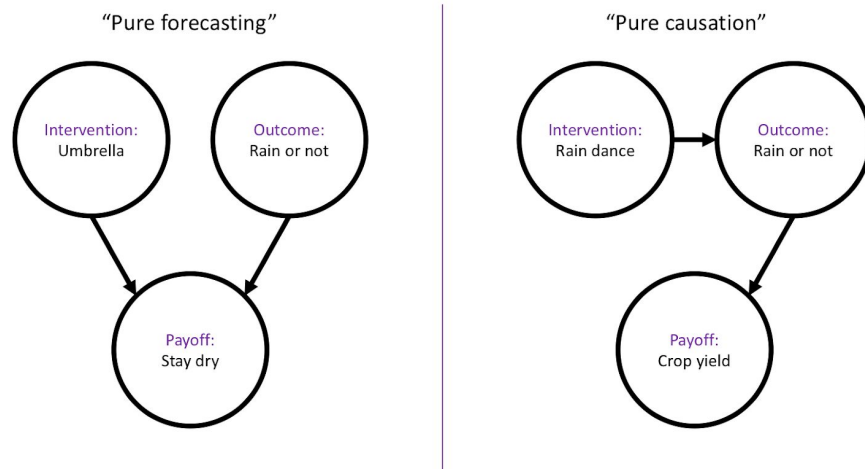 “Pure forecasting”
Intervention:
Umbrella
Outcome:
Rain or not
Payoff:
Stay dry
“Pure causation”
Intervention:
Rain dance
Outcome:
Rain or not
Payoff:
Crop yield